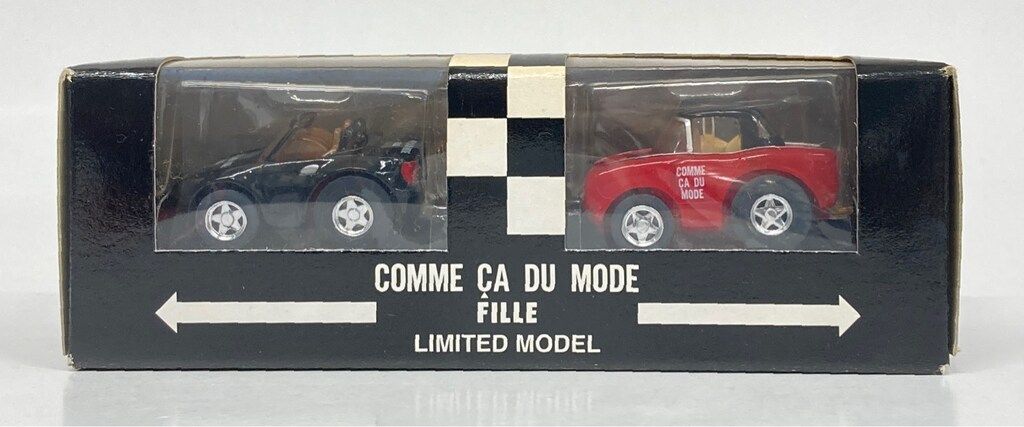 COMME
ÇA DU
MODE
COMME ÇA DU MODE
FILLE
LIMITED MODEL